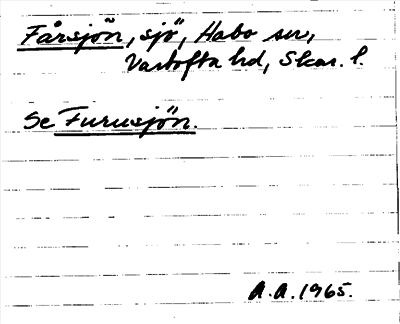 Fårsjön, sjö, Habo sn,
Vartofta hd, Skar. l.
Se Furusjön.
A.A. 1965.